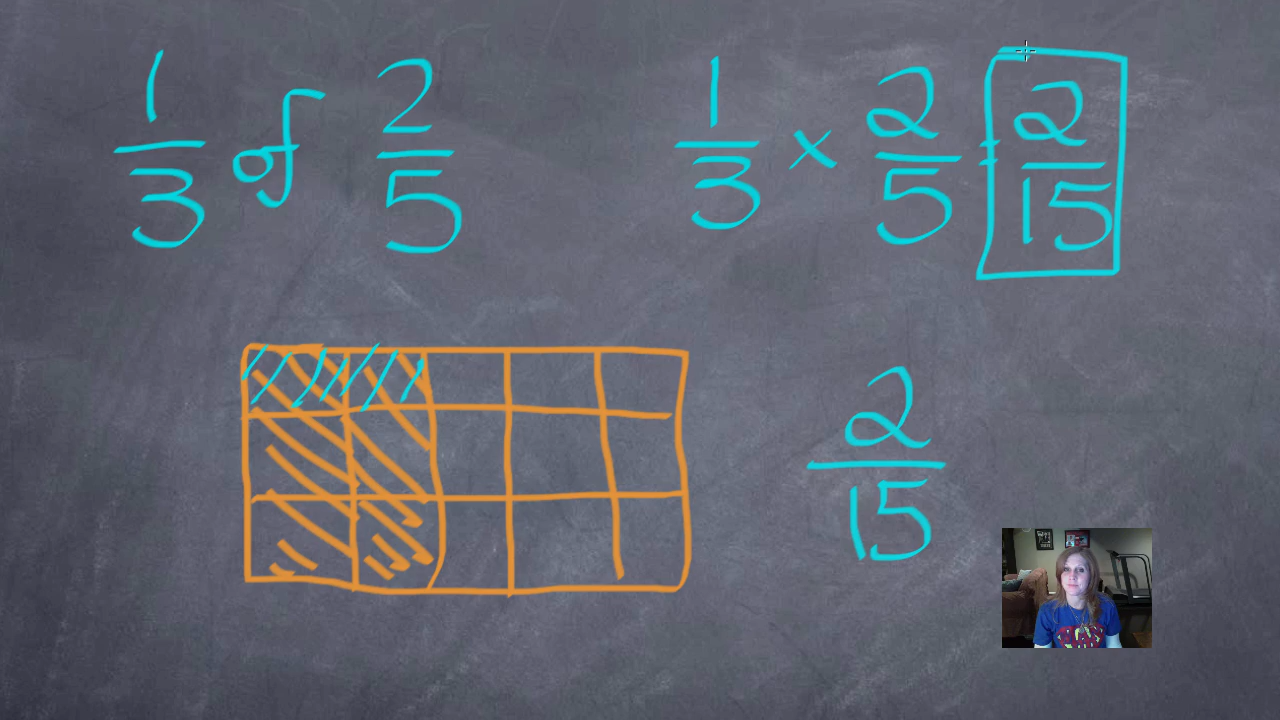 1/3 of 2/5
1/3 × 2/5 = 2/15
2/15